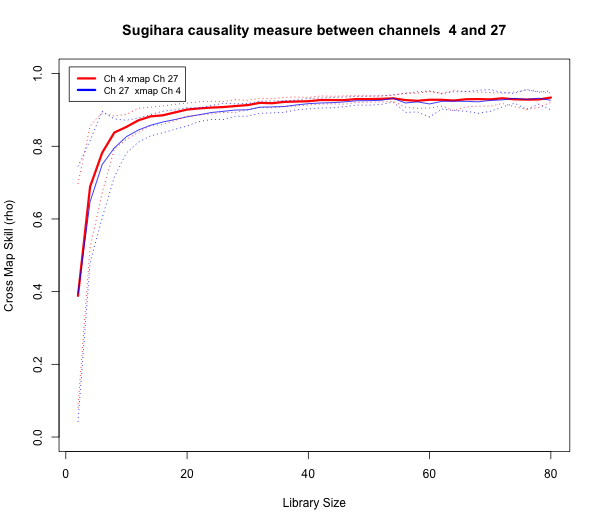 Sugihara causality measure between channels  4 and 27
Ch 4 xmap Ch 27
Ch 27  xmap Ch 4
1.0
0.8
0.6
0.4
0.2
0.0
Cross Map Skill (rho)
0 20 40 60 80
Library Size